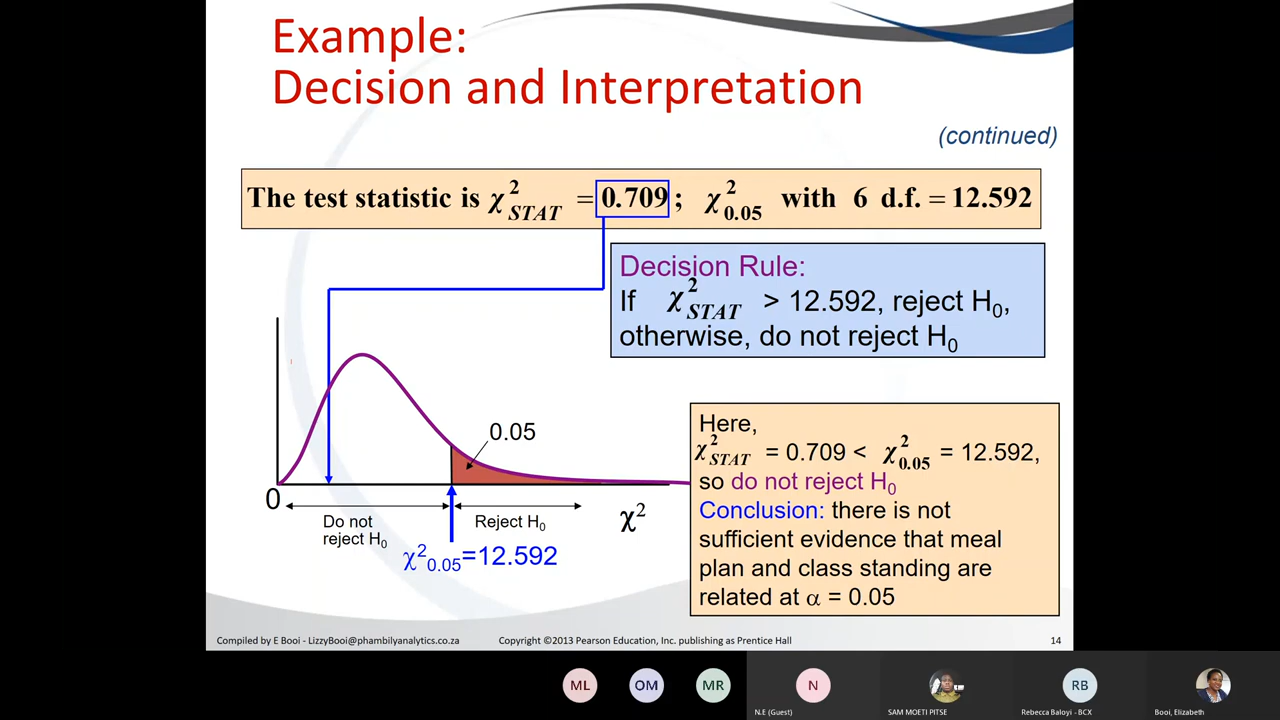 Example:
Decision and Interpretation
(continued)
The test statistic is χ²STAT = 0.709; χ²0.05 with 6 d.f. = 12.592
Decision Rule:
If χ²STAT > 12.592, reject H0,
otherwise, do not reject H0
0.05
0
Do not
reject H0
Reject H0
χ²
χ²0.05=12.592
Here,
χ²STAT = 0.709 < χ²0.05 = 12.592,
so do not reject H0
Conclusion: there is not
sufficient evidence that meal
plan and class standing are
related at α = 0.05
Compiled by E Booi - LizzyBooi@phambilyanalytics.co.za
Copyright ©2013 Pearson Education, Inc. publishing as Prentice Hall
14
ML
OM
MR
N
RB
N.E (Guest)
SAM MOETI PITSE
Rebecca Baloyi - BCX
Booi, Elizabeth